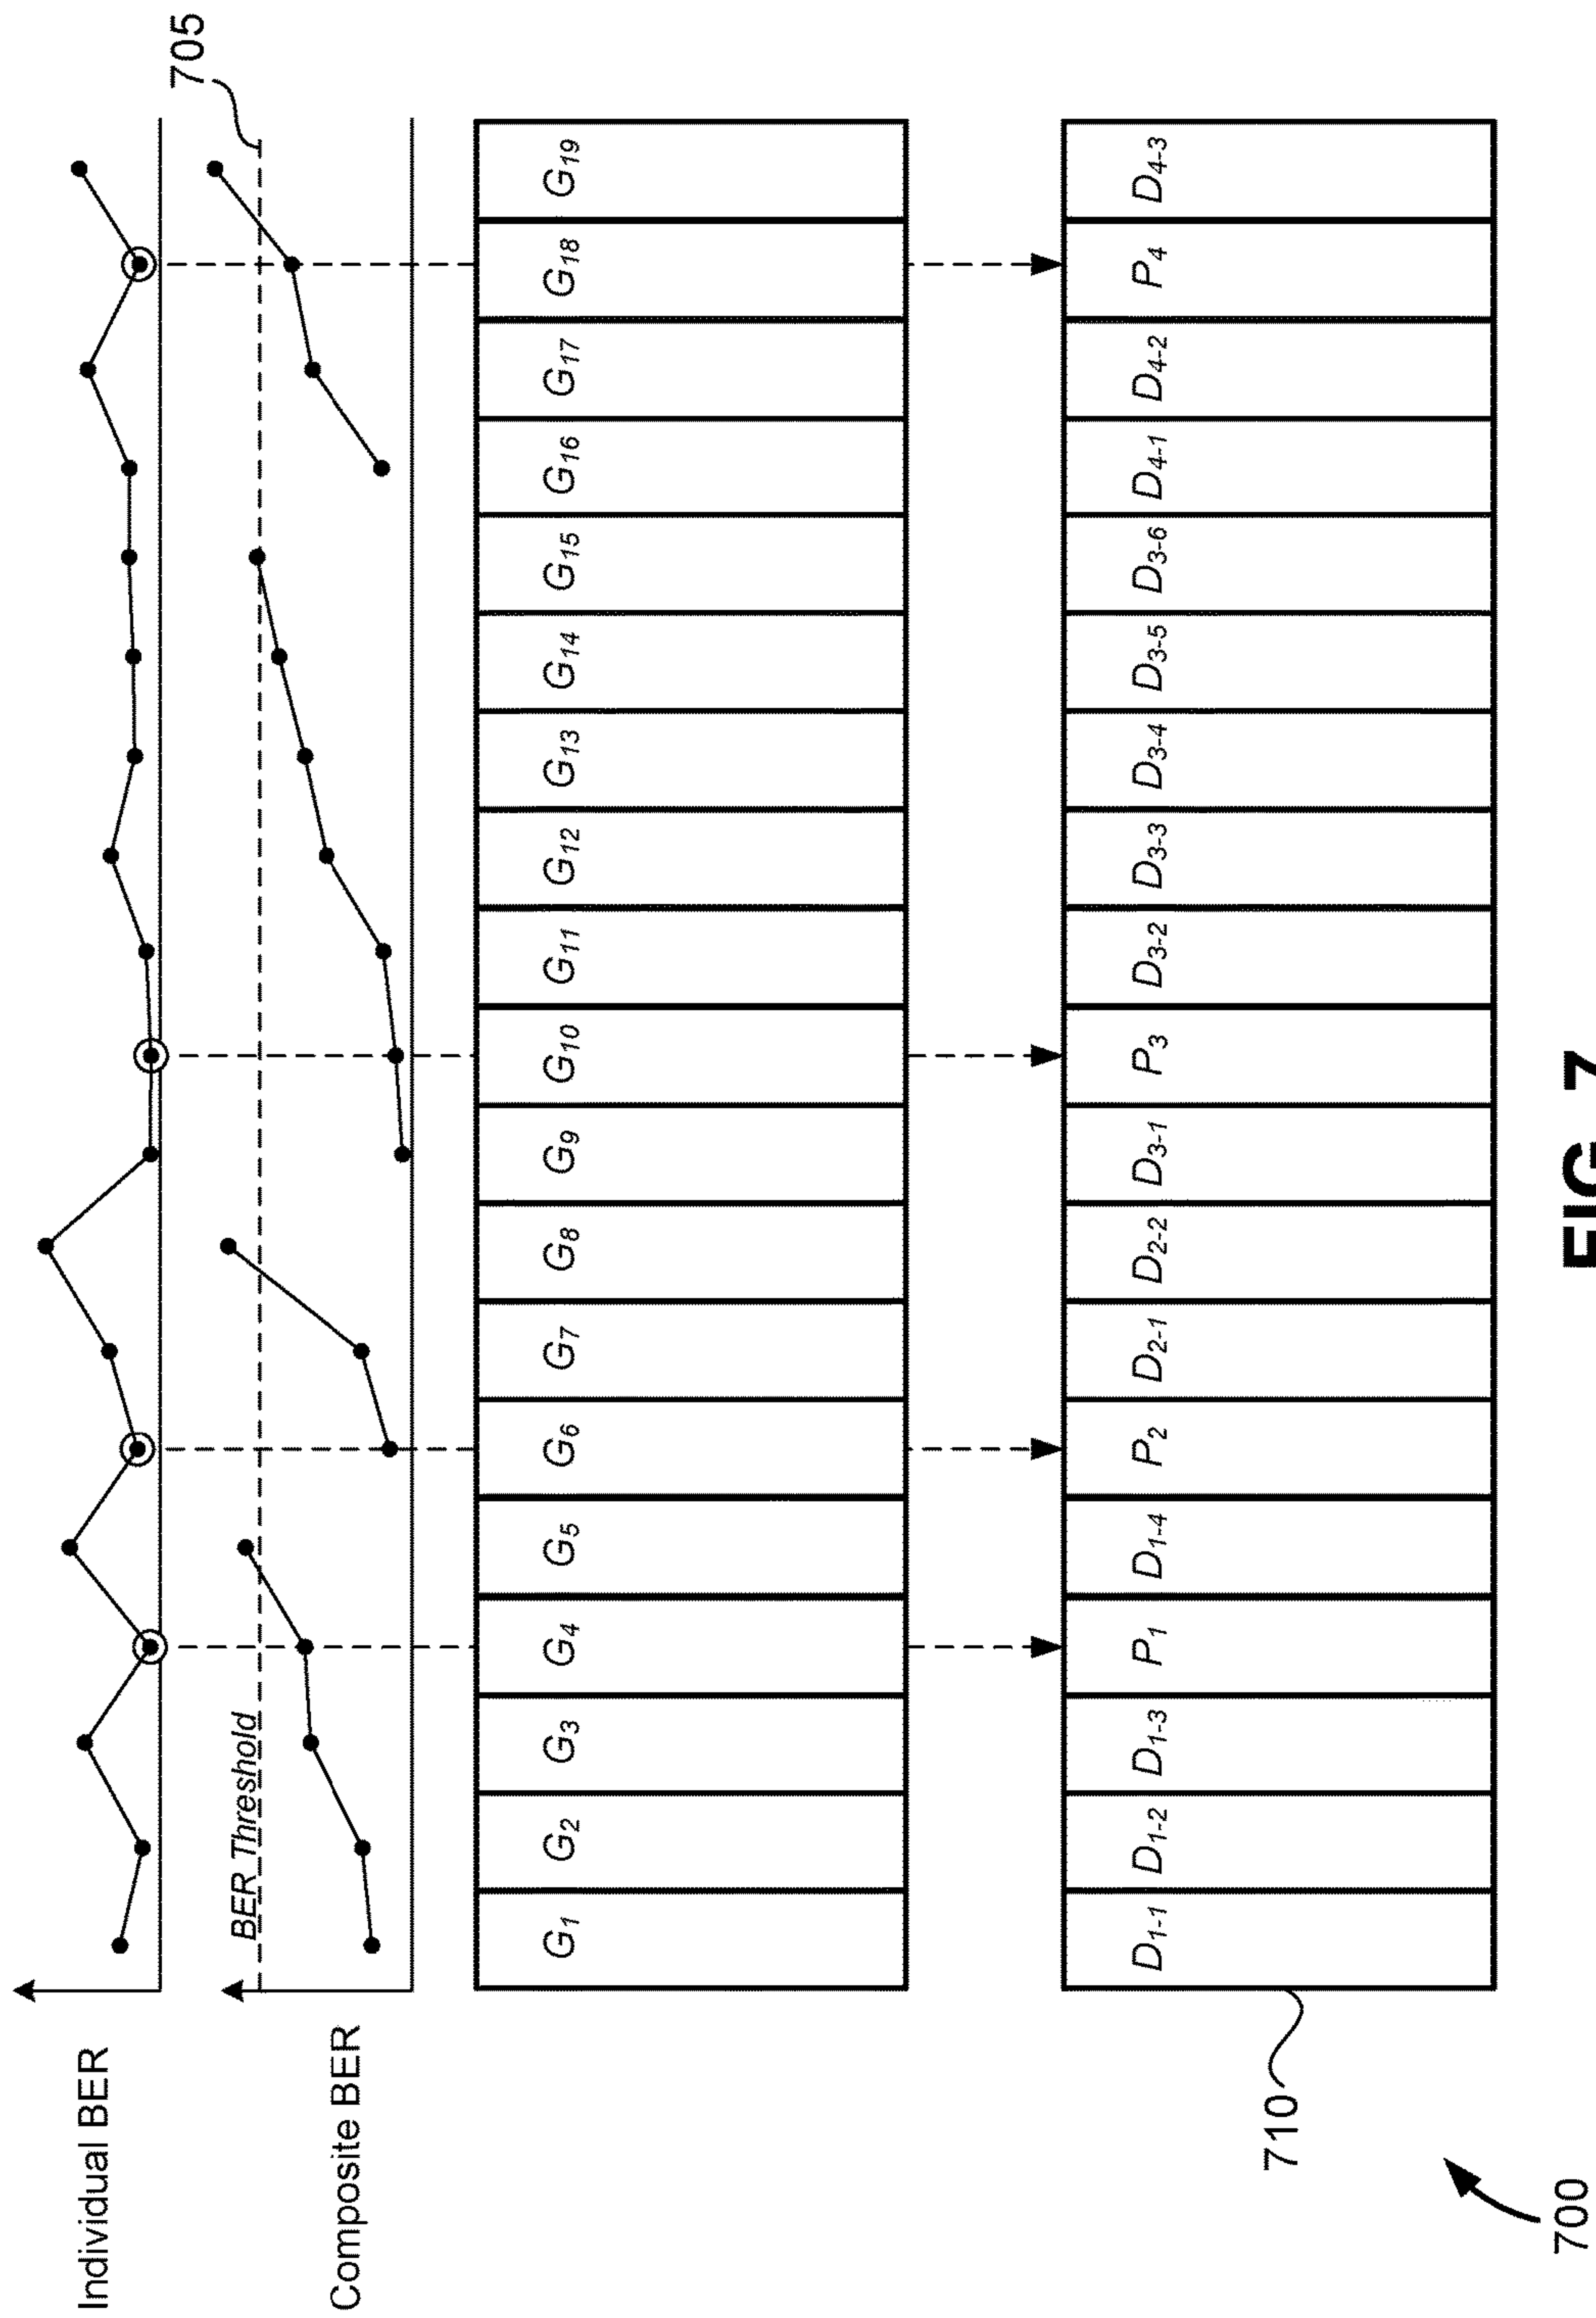 Individual BER
705
BER Threshold
Composite BER
G1 G2 G3 G4 G5 G6 G7 G8 G9 G10 G11 G12 G13 G14 G15 G16 G17 G18 G19
D1-1 D1-2 D1-3 P1 D1-4 P2 D2-1 D2-2 D3-1 P3 D3-2 D3-3 D3-4 D3-5 D3-6 D4-1 D4-2 P4 D4-3
710
700
FIG. 7